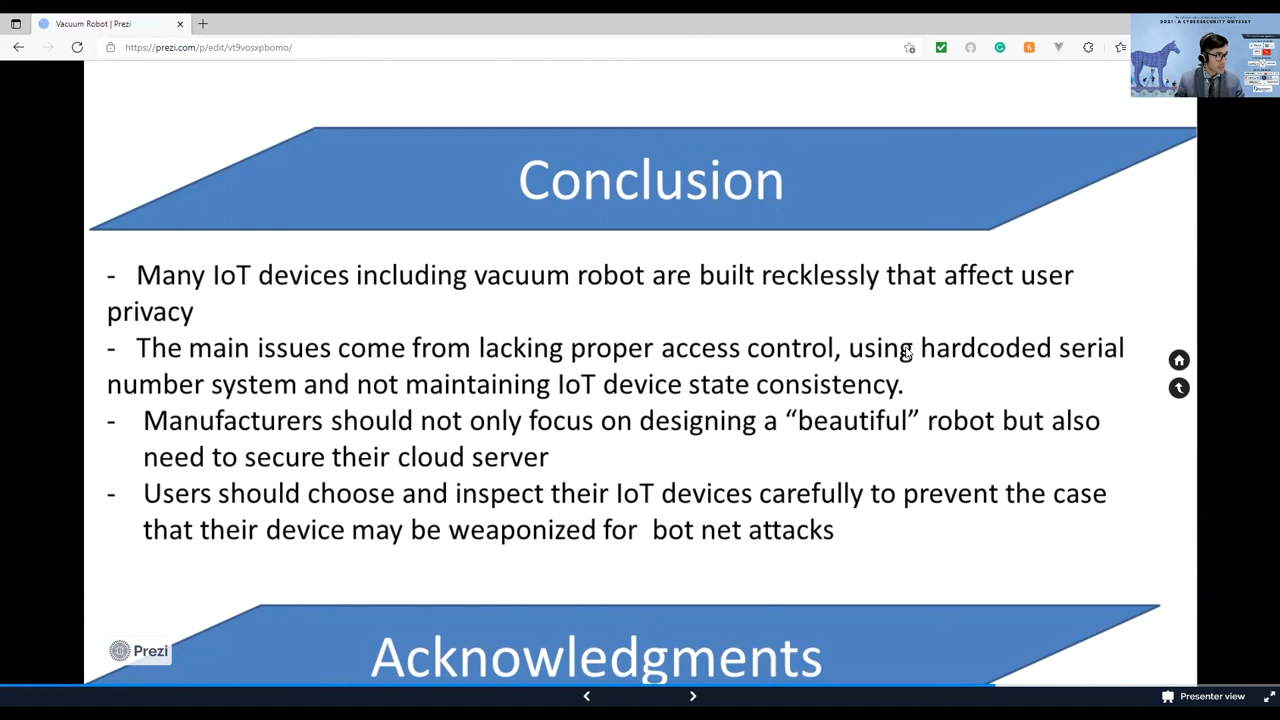 Vacuum Robot | Prezi
https://prezi.com/p/edit/vt9vosxpbomo/
2021: A CYBERSECURITY ODYSSEY
Conclusion
- Many IoT devices including vacuum robot are built recklessly that affect user
privacy
- The main issues come from lacking proper access control, using hardcoded serial
number system and not maintaining IoT device state consistency.
- Manufacturers should not only focus on designing a “beautiful” robot but also
need to secure their cloud server
- Users should choose and inspect their IoT devices carefully to prevent the case
that their device may be weaponized for bot net attacks
Prezi
Acknowledgments
Presenter view